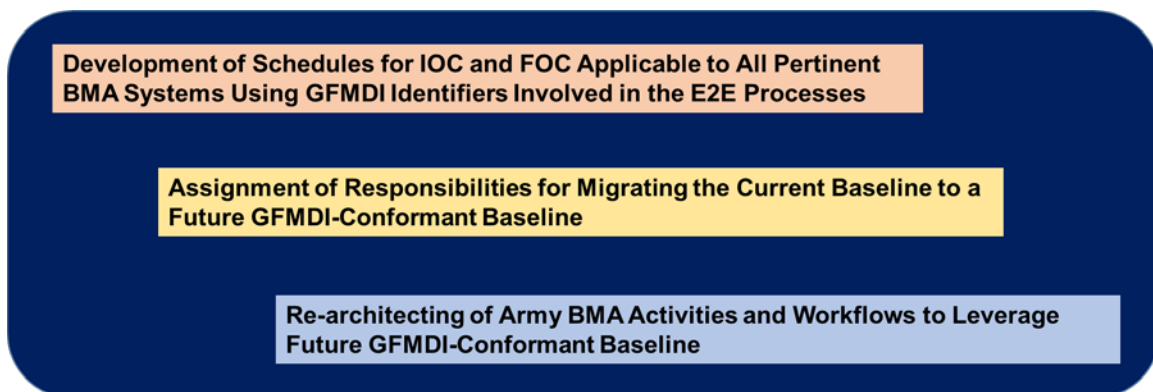 Development of Schedules for IOC and FOC Applicable to All Pertinent
BMA Systems Using GFMDI Identifiers Involved in the E2E Processes
Assignment of Responsibilities for Migrating the Current Baseline to a
Future GFMDI-Conformant Baseline
Re-architecting of Army BMA Activities and Workflows to Leverage
Future GFMDI-Conformant Baseline